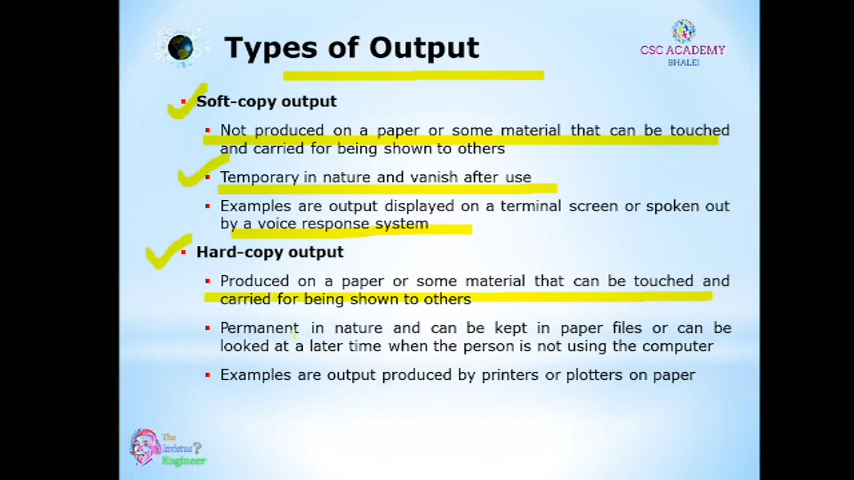 Types of Output
CSC ACADEMY
BHALEI
Soft-copy output
Not produced on a paper or some material that can be touched
and carried for being shown to others
Temporary in nature and vanish after use
Examples are output displayed on a terminal screen or spoken out
by a voice response system
Hard-copy output
Produced on a paper or some material that can be touched and
carried for being shown to others
Permanent in nature and can be kept in paper files or can be
looked at a later time when the person is not using the computer
Examples are output produced by printers or plotters on paper
The
Engineer